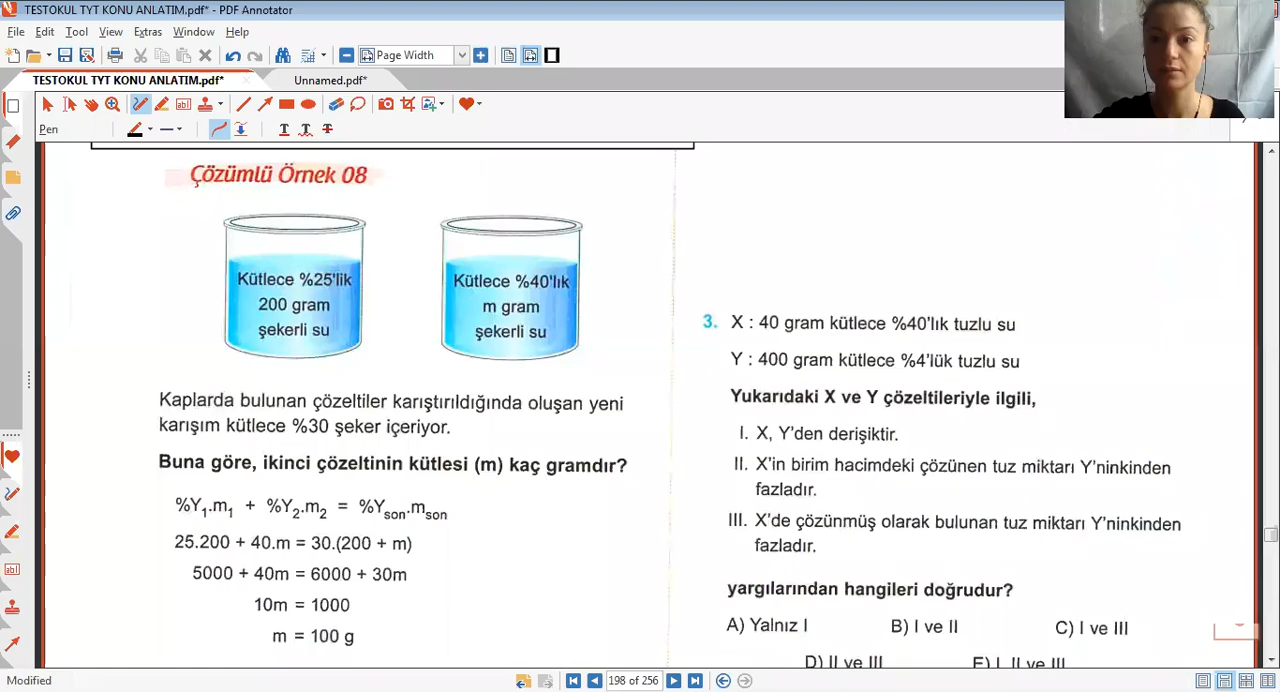 TESTOKUL TYT KONU ANLATIM.pdf* - PDF Annotator
File Edit Tool View Extras Window Help
Page Width
TESTOKUL TYT KONU ANLATIM.pdf* Unnamed.pdf*
Pen
Çözümlü Örnek 08
Kütlece %25'lik
200 gram
şekerli su
Kütlece %40'lık
m gram
şekerli su
Kaplarda bulunan çözeltiler karıştırıldığında oluşan yeni
karışım kütlece %30 şeker içeriyor.
Buna göre, ikinci çözeltinin kütlesi (m) kaç gramdır?
%Y₁.m₁ + %Y₂.m₂ = %Yson.mson
25.200 + 40.m = 30.(200 + m)
5000 + 40m = 6000 + 30m
10m = 1000
m = 100 g
3. X : 40 gram kütlece %40'lık tuzlu su
Y : 400 gram kütlece %4'lük tuzlu su
Yukarıdaki X ve Y çözeltileriyle ilgili,
I. X, Y'den derişiktir.
II. X'in birim hacimdeki çözünen tuz miktarı Y'ninkinden
fazladır.
III. X'de çözünmüş olarak bulunan tuz miktarı Y'ninkinden
fazladır.
yargılarından hangileri doğrudur?
A) Yalnız I B) I ve II C) I ve III
D) II ve III E) I, II ve III
Modified 198 of 256